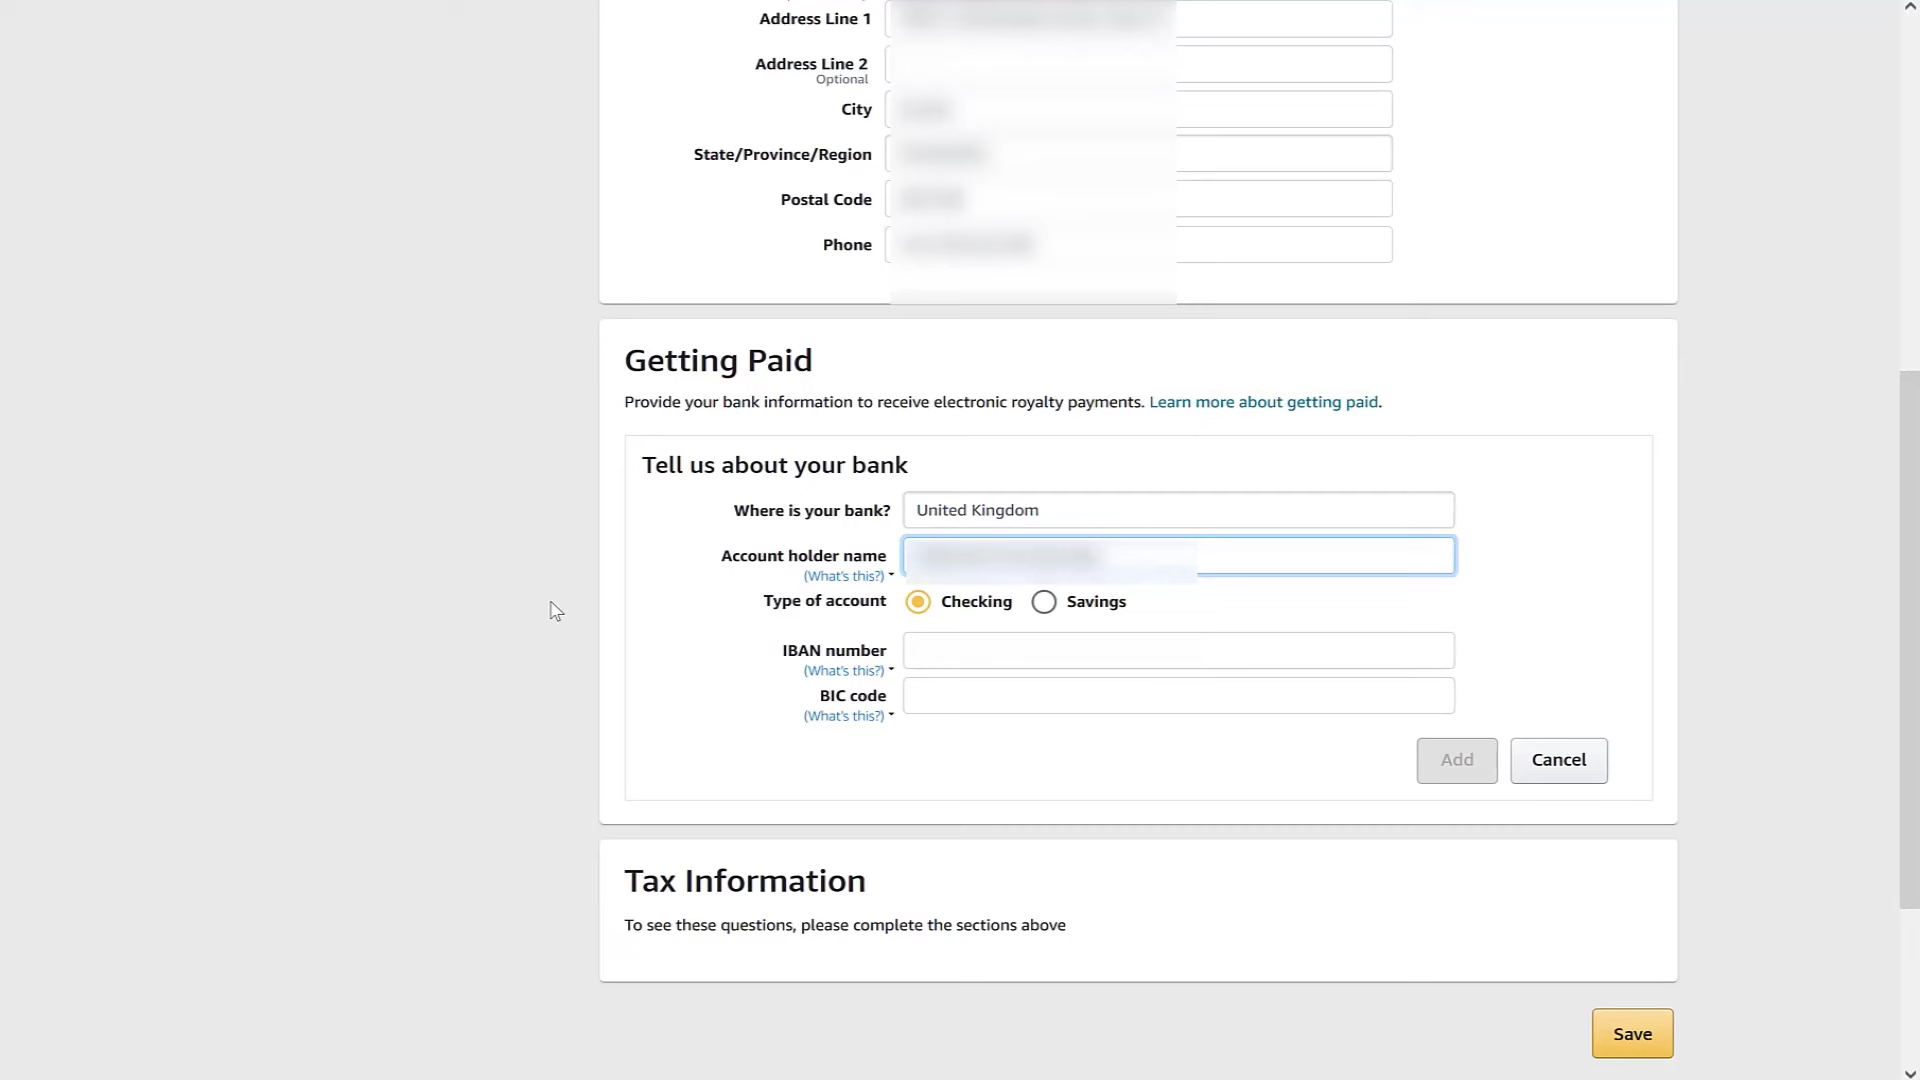 Address Line 1
Address Line 2
Optional
City
State/Province/Region
Postal Code
Phone
Getting Paid
Provide your bank information to receive electronic royalty payments. Learn more about getting paid.
Tell us about your bank
Where is your bank? United Kingdom
Account holder name
(What's this?)
Type of account Checking Savings
IBAN number
(What's this?)
BIC code
(What's this?)
Add Cancel
Tax Information
To see these questions, please complete the sections above
Save